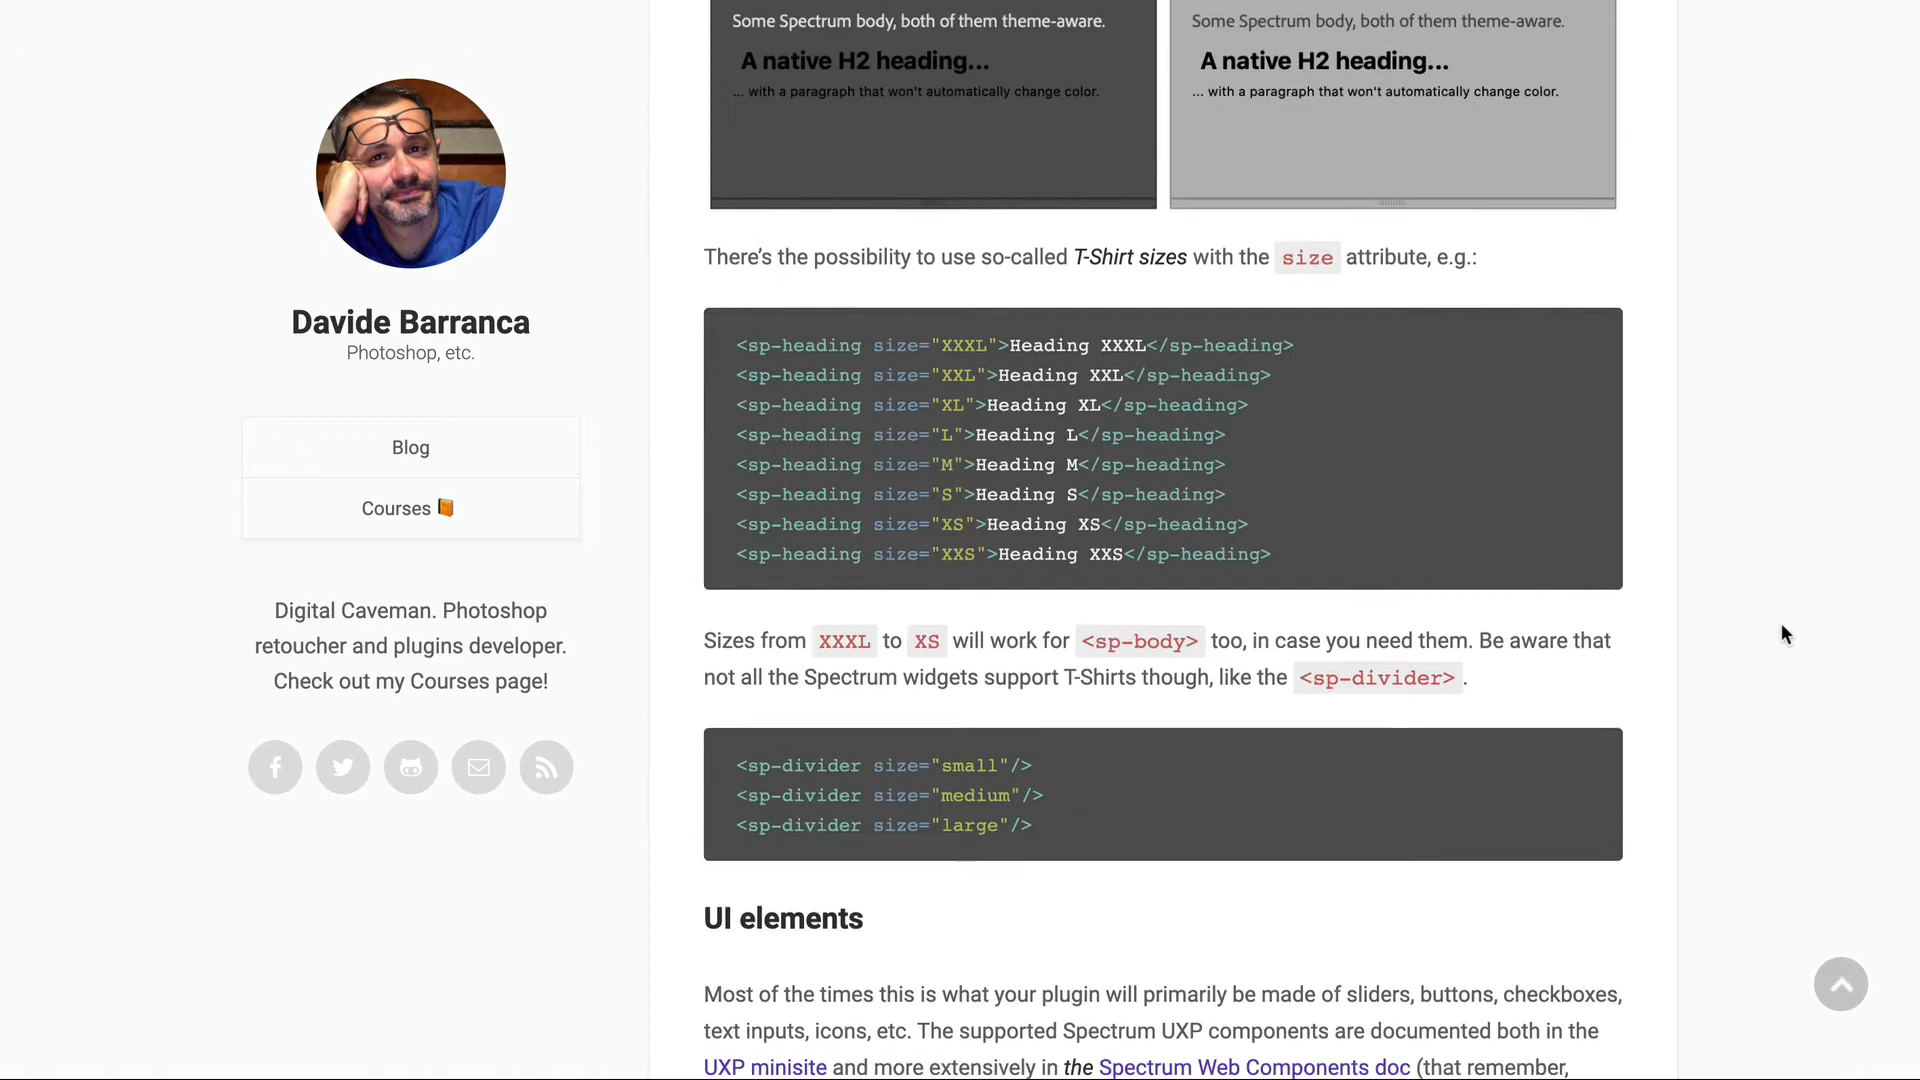 Some Spectrum body, both of them theme-aware.
A native H2 heading...
... with a paragraph that won't automatically change color.
Some Spectrum body, both of them theme-aware.
A native H2 heading...
... with a paragraph that won't automatically change color.
Davide Barranca
Photoshop, etc.
Blog
Courses
Digital Caveman. Photoshop
retoucher and plugins developer.
Check out my Courses page!
There’s the possibility to use so-called T-Shirt sizes with the size attribute, e.g.:
<sp-heading size="XXXL">Heading XXXL</sp-heading>
<sp-heading size="XXL">Heading XXL</sp-heading>
<sp-heading size="XL">Heading XL</sp-heading>
<sp-heading size="L">Heading L</sp-heading>
<sp-heading size="M">Heading M</sp-heading>
<sp-heading size="S">Heading S</sp-heading>
<sp-heading size="XS">Heading XS</sp-heading>
<sp-heading size="XXS">Heading XXS</sp-heading>
Sizes from XXXL to XS will work for <sp-body> too, in case you need them. Be aware that
not all the Spectrum widgets support T-Shirts though, like the <sp-divider>.
<sp-divider size="small"/>
<sp-divider size="medium"/>
<sp-divider size="large"/>
UI elements
Most of the times this is what your plugin will primarily be made of sliders, buttons, checkboxes,
text inputs, icons, etc. The supported Spectrum UXP components are documented both in the
UXP minisite and more extensively in the Spectrum Web Components doc (that remember,